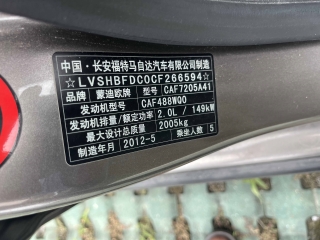 中国·长安福特马自达汽车有限公司制造
☆LVSHBFDC0CF266594☆
品牌 蒙迪欧牌 型号 CAF7205A41
发动机型号 CAF488WQ0
发动机排量/额定功率 2.0L / 149kW
最大设计总质量 2005kg
制造年月 2012-5 乘坐人数 5